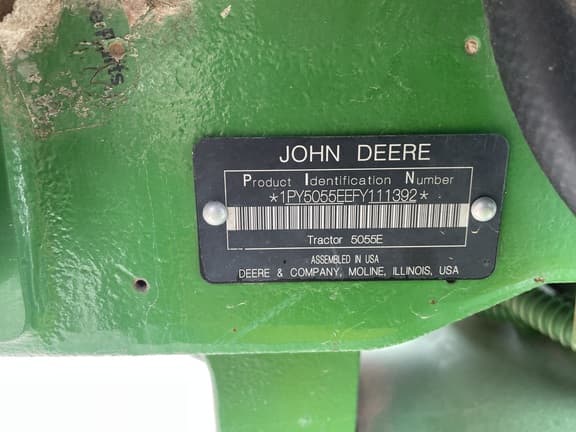 JOHN DEERE
Product Identification Number
*1PY5055EEFY111392*
Tractor 5055E
ASSEMBLED IN USA
DEERE & COMPANY, MOLINE, ILLINOIS, USA